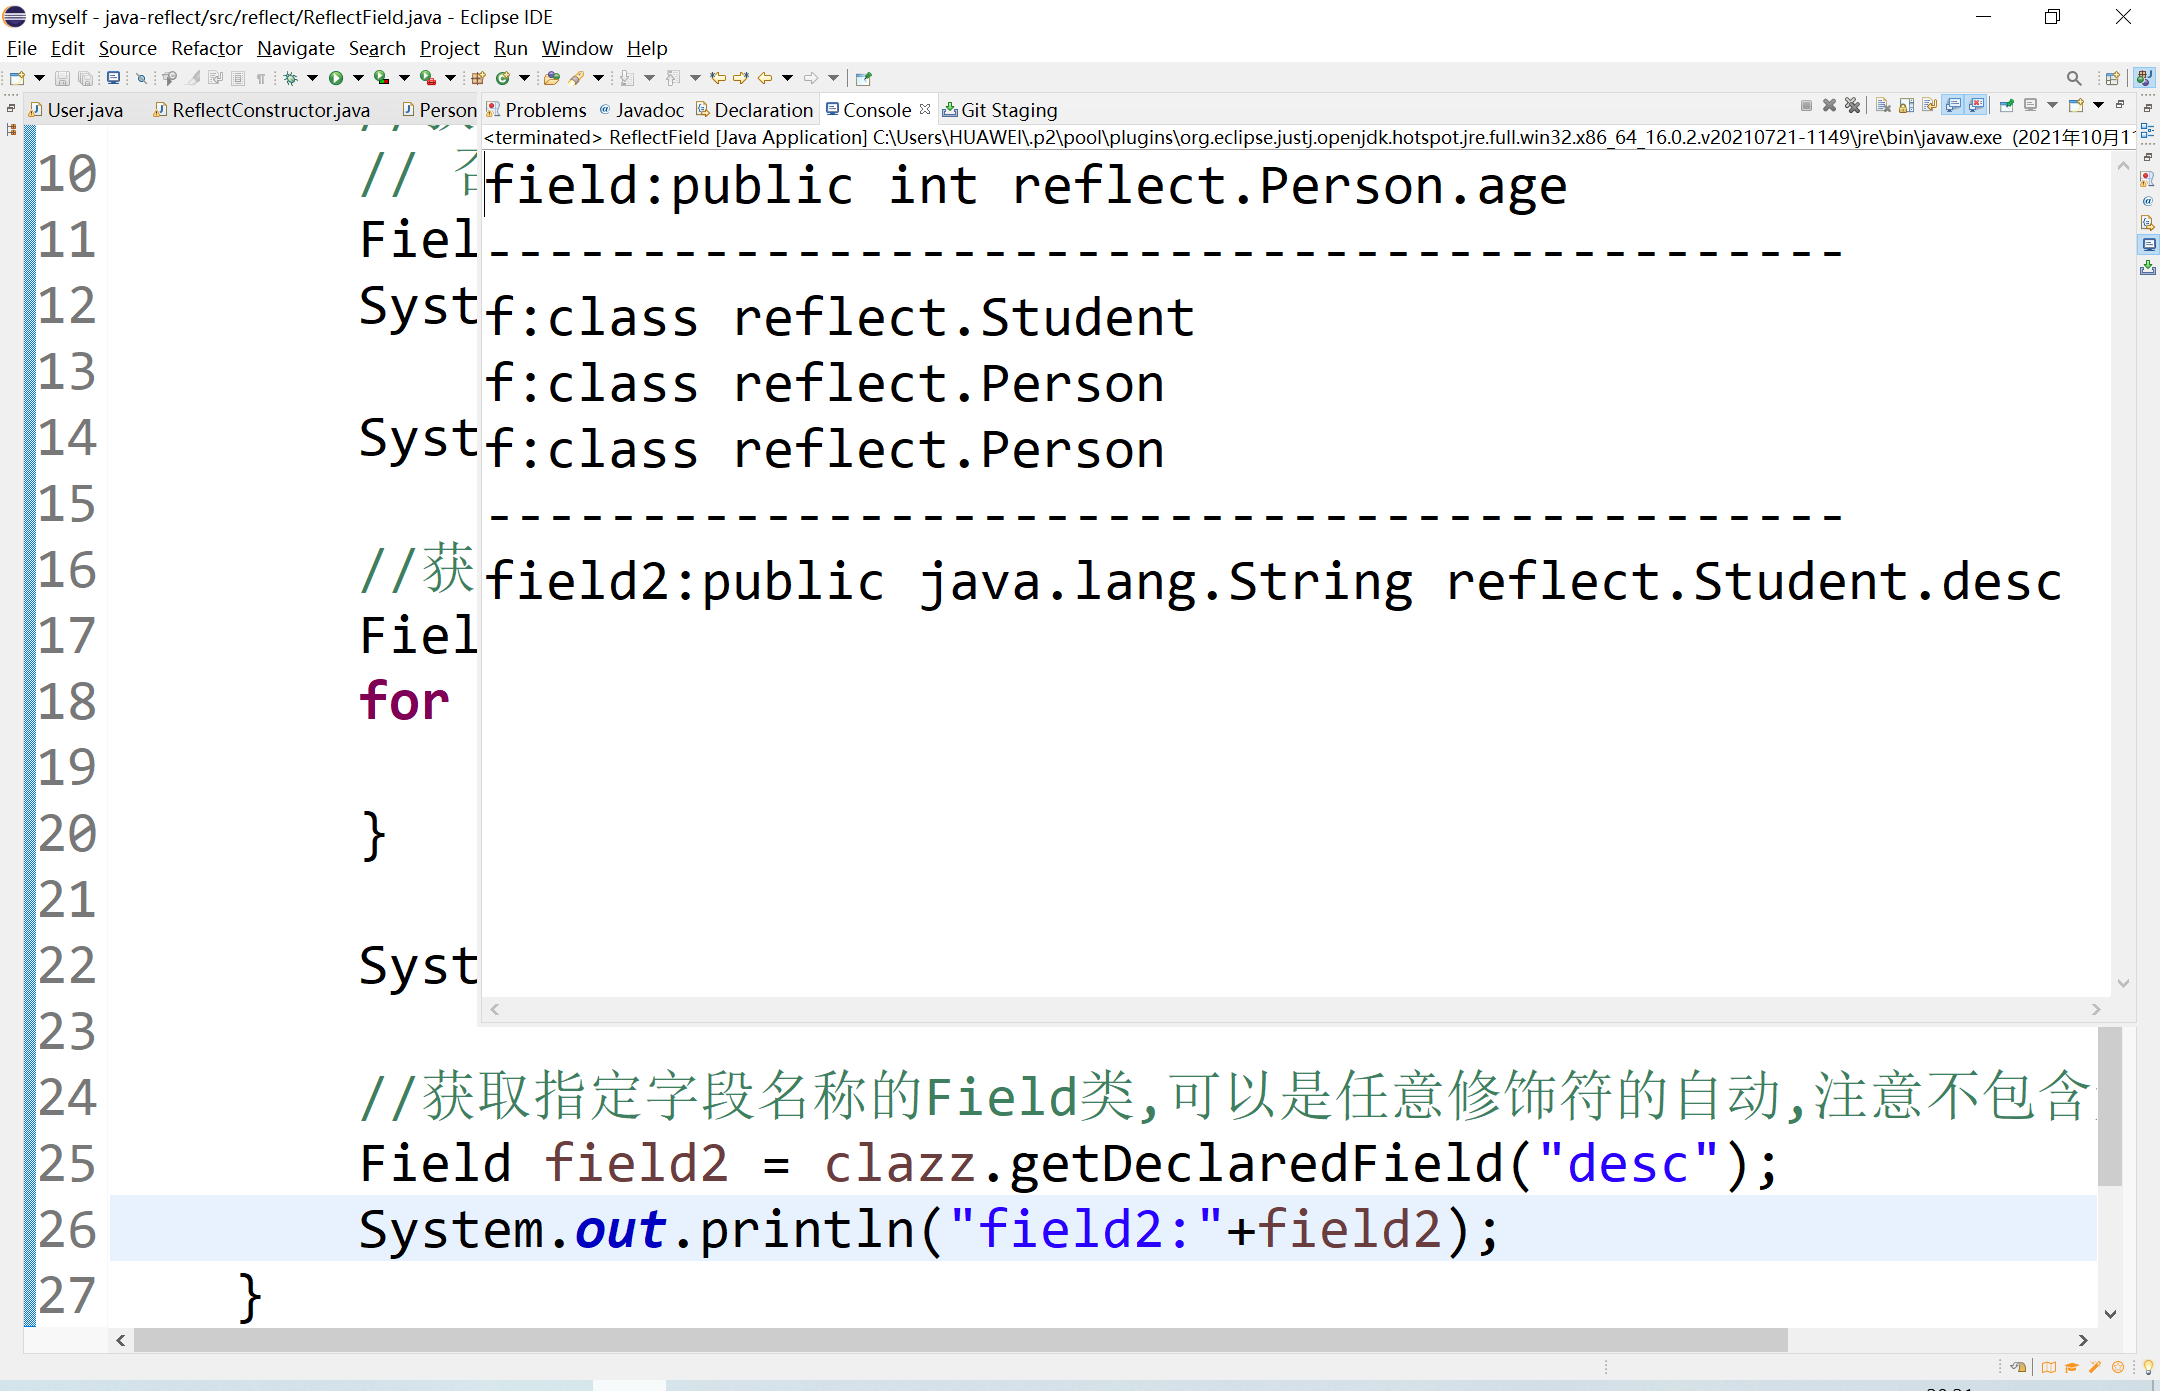 myself - java-reflect/src/reflect/ReflectField.java - Eclipse IDE
File Edit Source Refactor Navigate Search Project Run Window Help
User.java ReflectConstructor.java Person Problems Javadoc Declaration Console Git Staging
<terminated> ReflectField [Java Application] C:\Users\HUAWEI\.p2\pool\plugins\org.eclipse.justj.openjdk.hotspot.jre.full.win32.x86_64_16.0.2.v20210721-1149\jre\bin\javaw.exe (2021年10月1
field:public int reflect.Person.age
--------------------------------------------
f:class reflect.Student
f:class reflect.Person
f:class reflect.Person
--------------------------------------------
field2:public java.lang.String reflect.Student.desc
10 //
11 Fiel
12 Syst
13
14 Syst
15
16 //获
17 Fiel
18 for
19
20 }
21
22 Syst
23
24 //获取指定字段名称的Field类,可以是任意修饰符的自动,注意不包含
25 Field field2 = clazz.getDeclaredField("desc");
26 System.out.println("field2:"+field2);
27 }